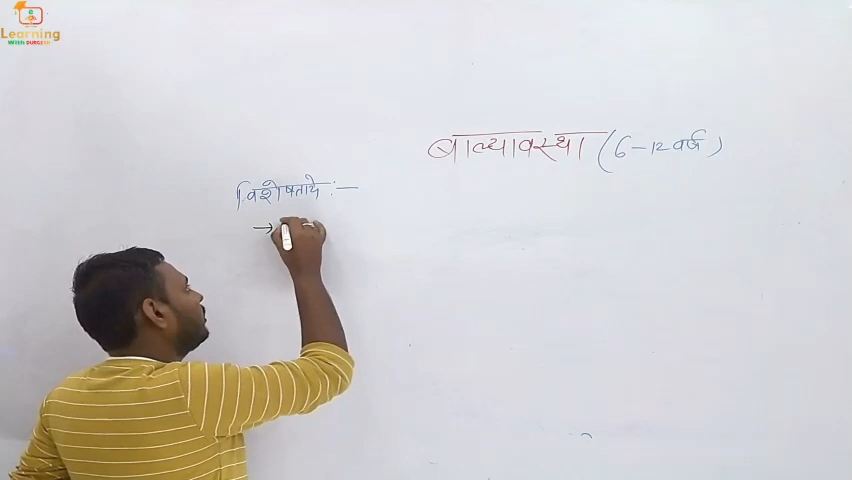 Learning
With DURGESH
बाल्यावस्था (6-12 वर्ष)
विशेषताये :-
→